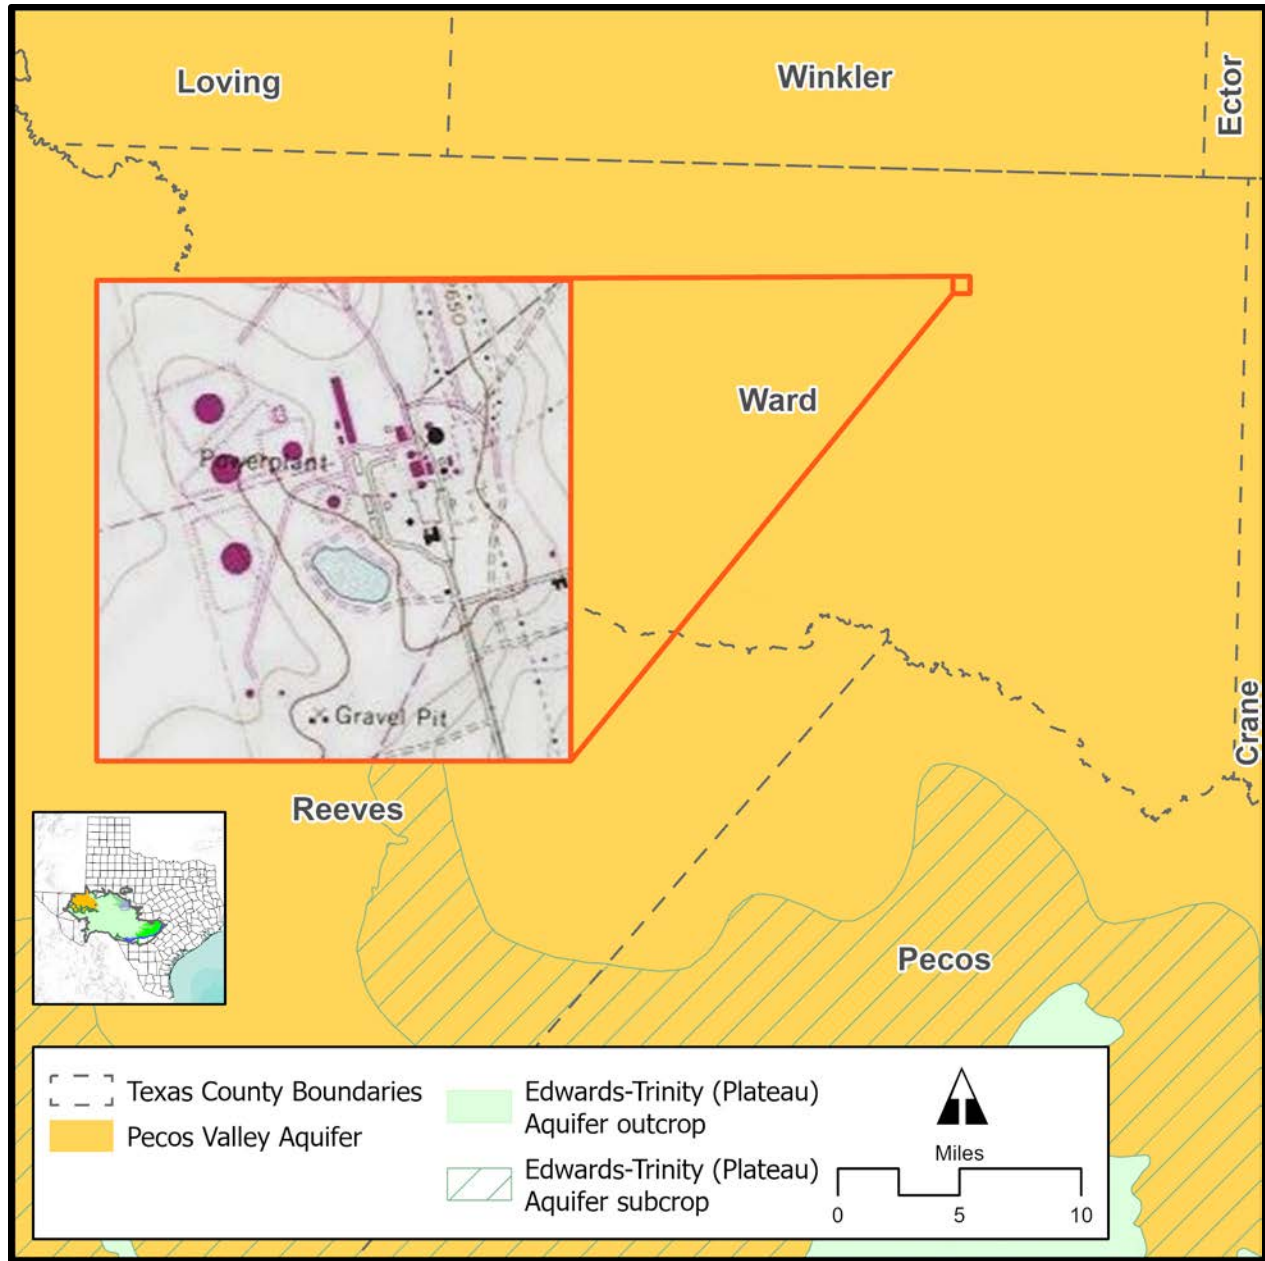 Loving
Winkler
Ector
Ward
650
Powerplant
Gravel Pit
Crane
Reeves
Pecos
Texas County Boundaries
Pecos Valley Aquifer
Edwards-Trinity (Plateau)
Aquifer outcrop
Edwards-Trinity (Plateau)
Aquifer subcrop
Miles
0 5 10